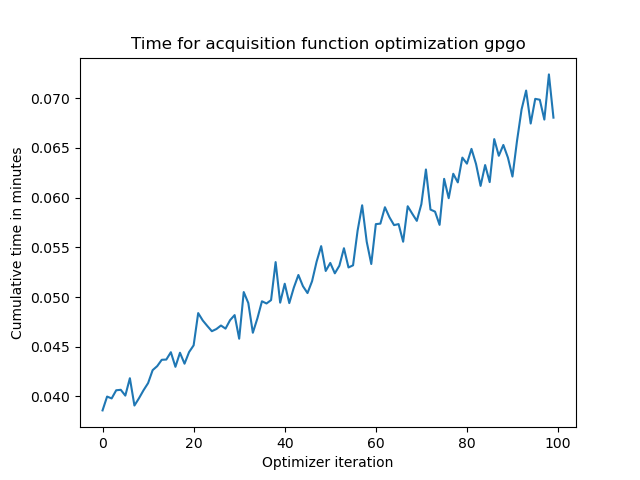 Time for acquisition function optimization gpgo
Cumulative time in minutes
0.070
0.065
0.060
0.055
0.050
0.045
0.040
0 20 40 60 80 100
Optimizer iteration